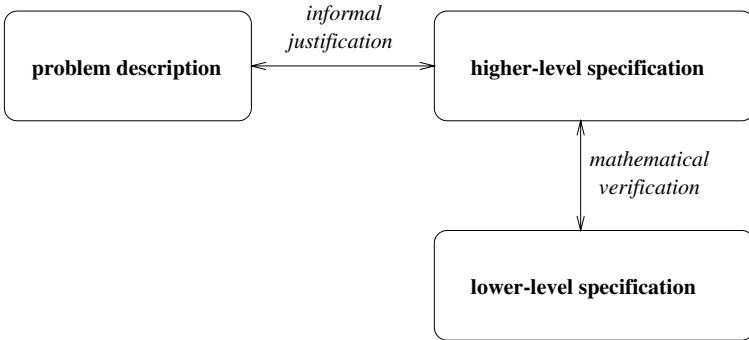 informal
justification
problem description
higher-level specification
mathematical
verification
lower-level specification